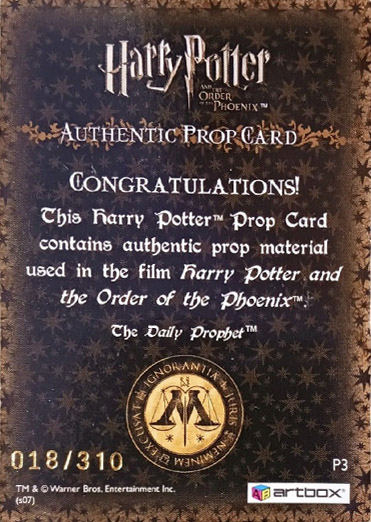 Harry Potter
AND THE
ORDER
OF THE
PHOENIX™
AUTHENTIC PROP CARD
CONGRATULATIONS!
This Harry Potter™ Prop Card
contains authentic prop material
used in the film Harry Potter and
the Order of the Phoenix™.
The Daily Prophet™
IGNORANTIA JURIS NEMINEM EXCUSAT
M
018/310
P3
TM & © Warner Bros. Entertainment Inc.
(s07)
artbox®